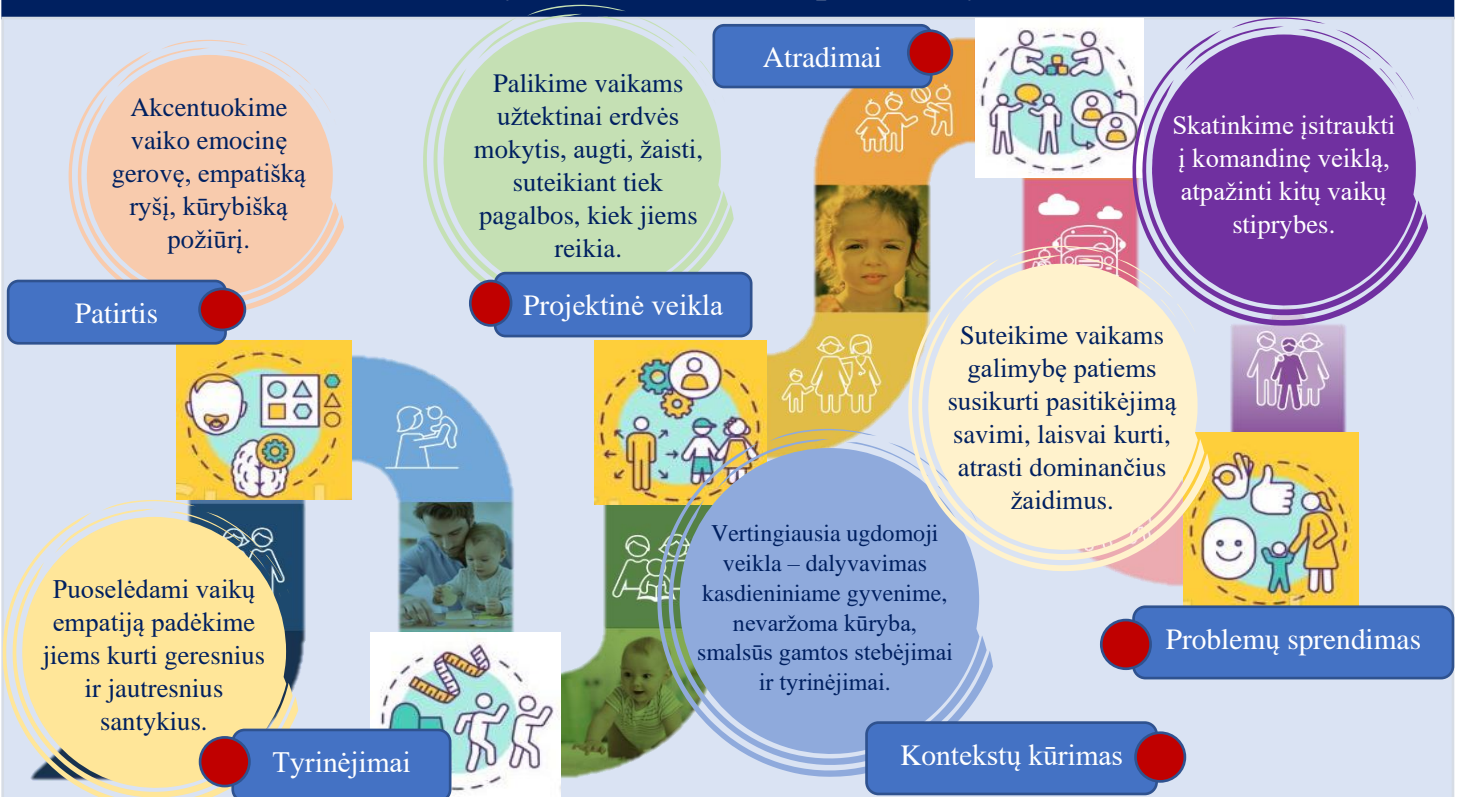 Akcentuokime
vaiko emocinę
gerovę, empatišką
ryšį, kūrybišką
požiūrį.
Patirtis
Palikime vaikams
užtektinai erdvės
mokytis, augti, žaisti,
suteikiant tiek
pagalbos, kiek jiems
reikia.
Projektinė veikla
Atradimai
Skatinkime įsitraukti
į komandinę veiklą,
atpažinti kitų vaikų
stiprybes.
Suteikime vaikams
galimybę patiems
susikurti pasitikėjimą
savimi, laisvai kurti,
atrasti dominančius
žaidimus.
Puoselėdami vaikų
empatiją padėkime
jiems kurti geresnius
ir jautresnius
santykius.
Tyrinėjimai
Vertingiausia ugdomoji
veikla – dalyvavimas
kasdieniniame gyvenime,
nevaržoma kūryba,
smalsūs gamtos stebėjimai
ir tyrinėjimai.
Problemų sprendimas
Kontekstų kūrimas